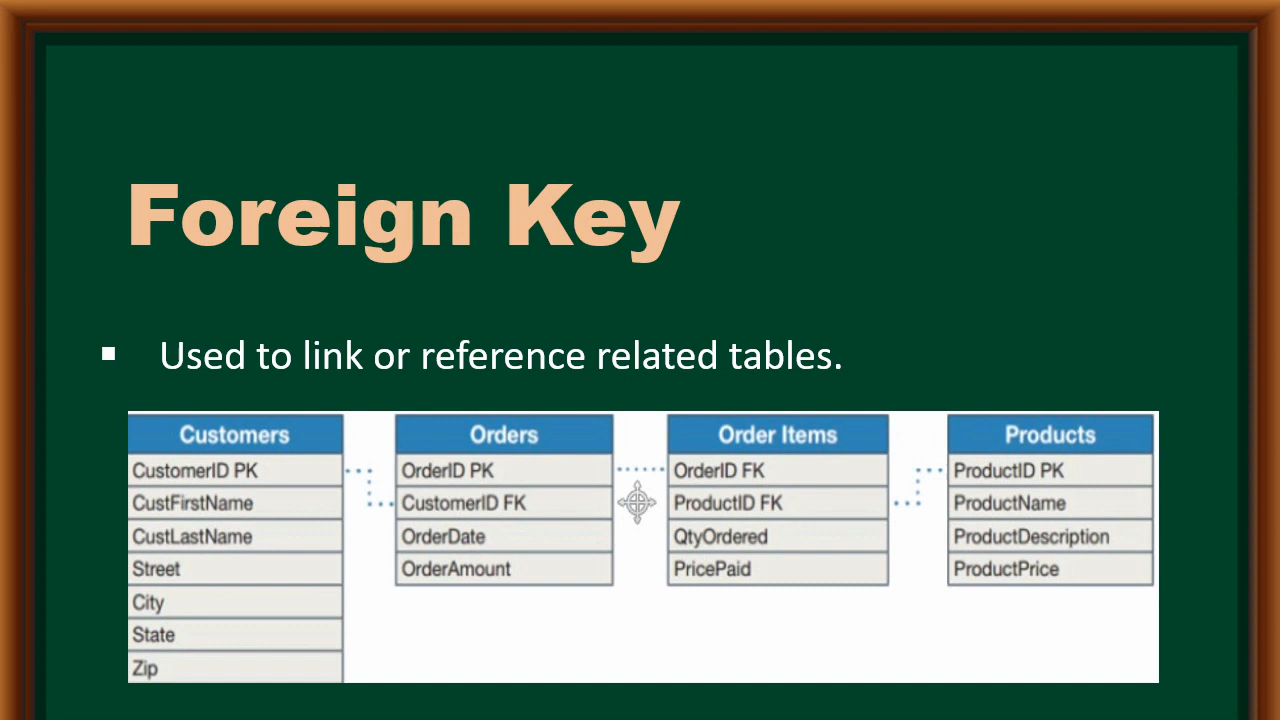 Foreign Key
Used to link or reference related tables.
Customers
CustomerID PK
CustFirstName
CustLastName
Street
City
State
Zip
Orders
OrderID PK
CustomerID FK
OrderDate
OrderAmount
Order Items
OrderID FK
ProductID FK
QtyOrdered
PricePaid
Products
ProductID PK
ProductName
ProductDescription
ProductPrice